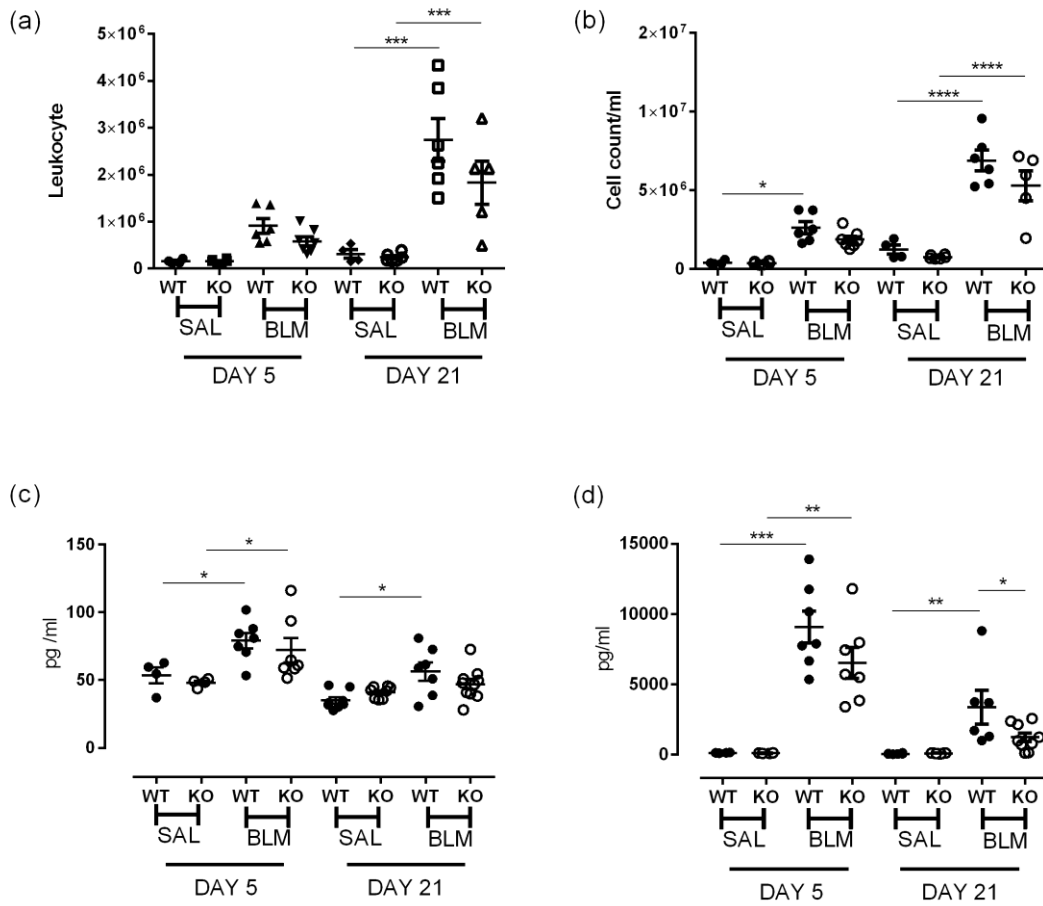 (a)
Leukocyte
5×10⁶
4×10⁶
3×10⁶
2×10⁶
1×10⁶
0
***
***
WT KO WT KO WT KO WT KO
SAL BLM SAL BLM
DAY 5 DAY 21
(b)
Cell count/ml
2×10⁷
1×10⁷
5×10⁶
0
*
****
****
WT KO WT KO WT KO WT KO
SAL BLM SAL BLM
DAY 5 DAY 21
(c)
pg /ml
150
100
50
0
*
*
*
WT KO WT KO WT KO WT KO
SAL BLM SAL BLM
DAY 5 DAY 21
(d)
pg/ml
15000
10000
5000
0
**
***
**
*
WT KO WT KO WT KO WT KO
SAL BLM SAL BLM
DAY 5 DAY 21